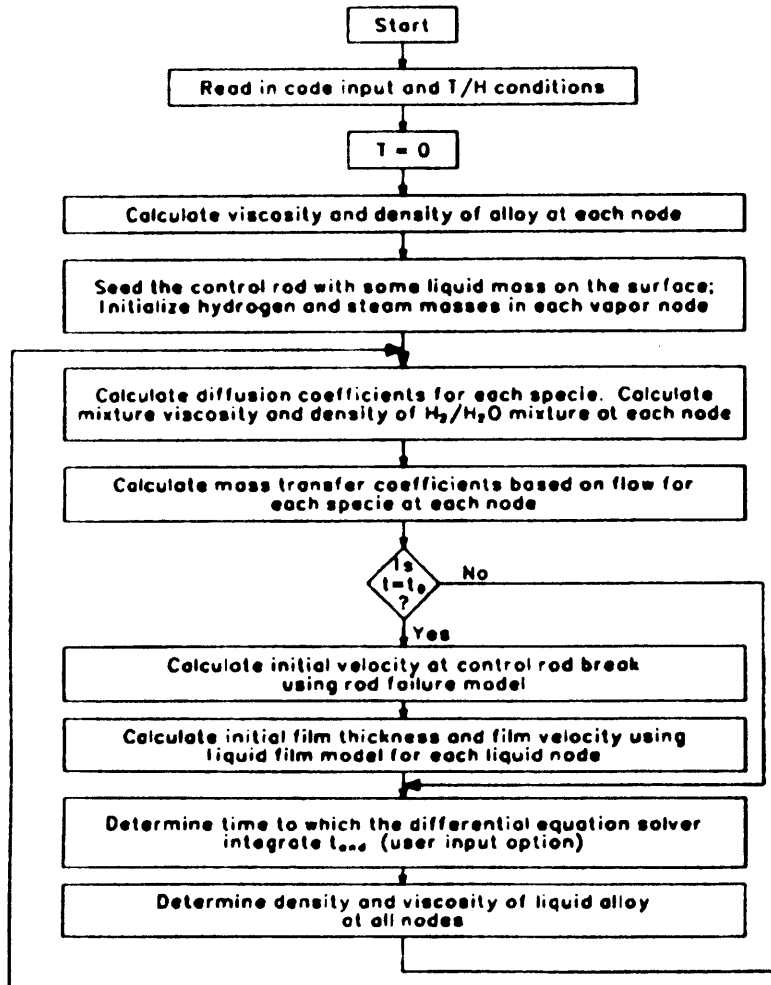 Start
Read in code input and T/H conditions
T = 0
Calculate viscosity and density of alloy at each node
Seed the control rod with some liquid mass on the surface;
Initialize hydrogen and steam masses in each vapor node
Calculate diffusion coefficients for each specie. Calculate
mixture viscosity and density of H₂/H₂O mixture at each node
Calculate mass transfer coefficients based on flow for
each specie at each node
Is
t=t₀
?
No
Yes
Calculate initial velocity at control rod break
using rod failure model
Calculate initial film thickness and film velocity using
liquid film model for each liquid node
Determine time to which the differential equation solver
integrate tₑₙd (user input option)
Determine density and viscosity of liquid alloy
at all nodes